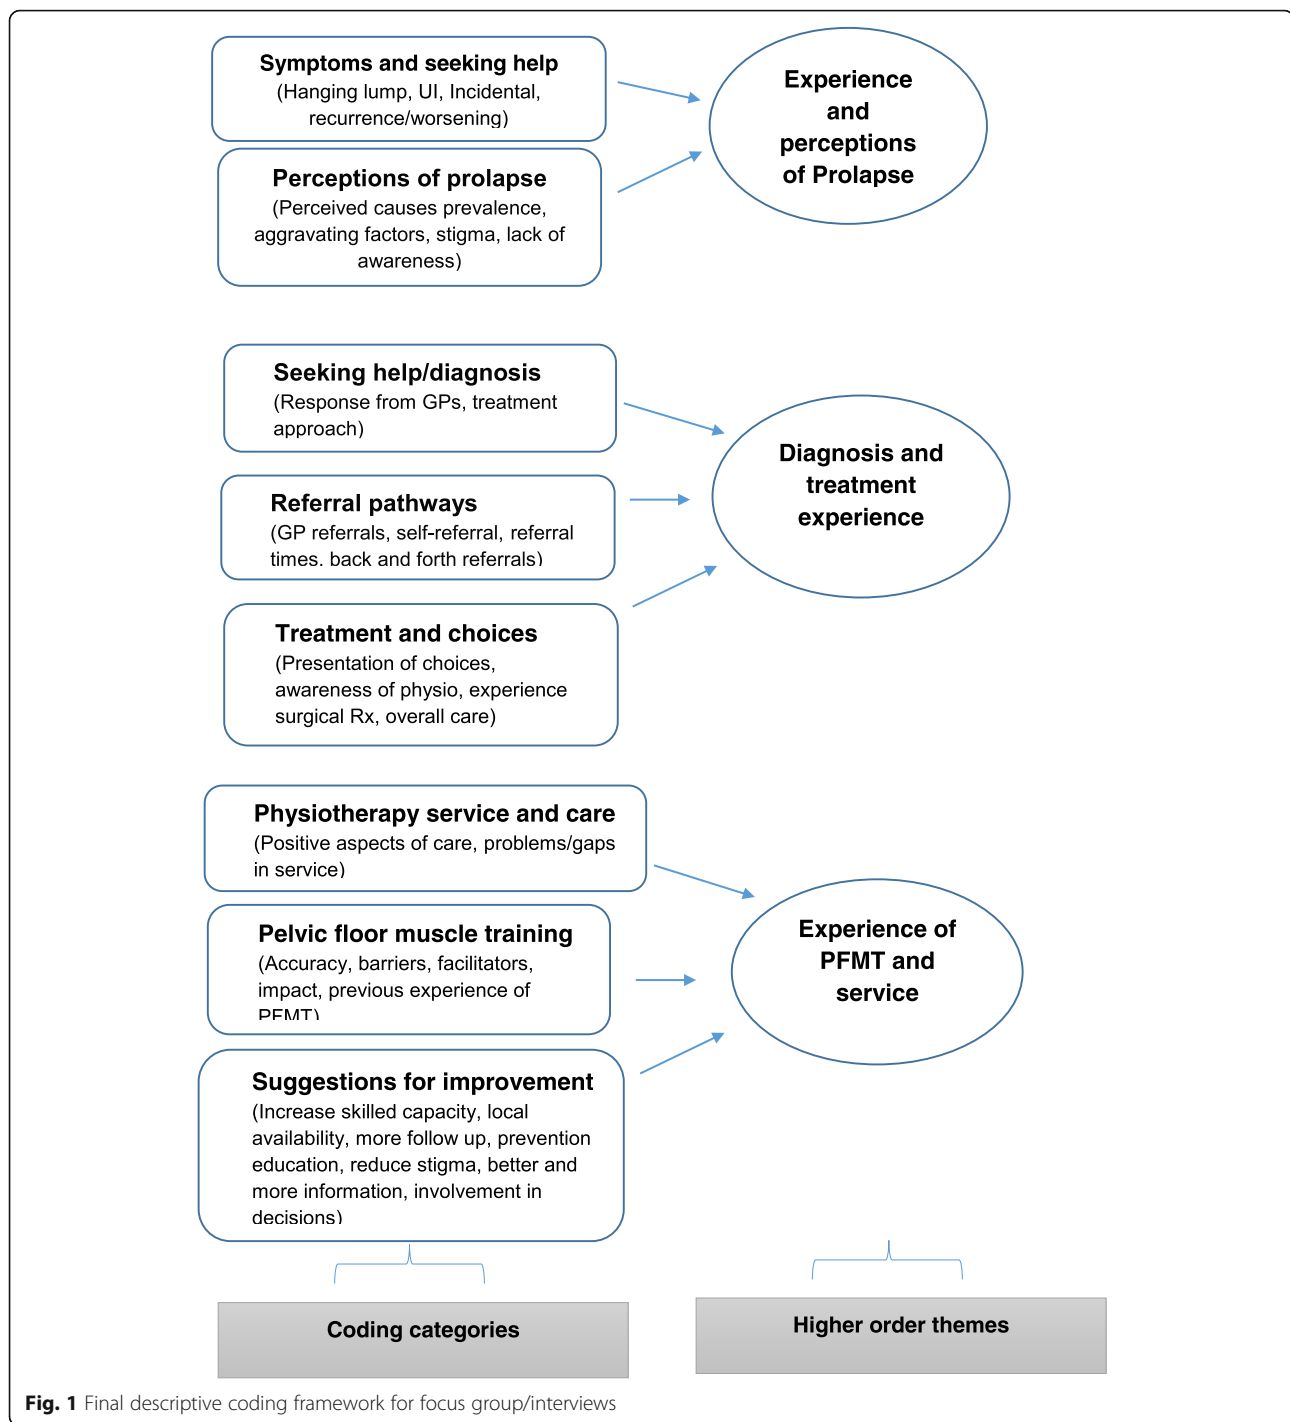 Symptoms and seeking help
(Hanging lump, UI, Incidental,
recurrence/worsening)
Experience
and
perceptions
of Prolapse
Perceptions of prolapse
(Perceived causes prevalence,
aggravating factors, stigma, lack of
awareness)
Seeking help/diagnosis
(Response from GPs, treatment
approach)
Diagnosis and
treatment
experience
Referral pathways
(GP referrals, self-referral, referral
times. back and forth referrals)
Treatment and choices
(Presentation of choices,
awareness of physio, experience
surgical Rx, overall care)
Physiotherapy service and care
(Positive aspects of care, problems/gaps
in service)
Experience of
PFMT and
service
Pelvic floor muscle training
(Accuracy, barriers, facilitators,
impact, previous experience of
PFMT)
Suggestions for improvement
(Increase skilled capacity, local
availability, more follow up, prevention
education, reduce stigma, better and
more information, involvement in
decisions)
Coding categories
Higher order themes
Fig. 1 Final descriptive coding framework for focus group/interviews